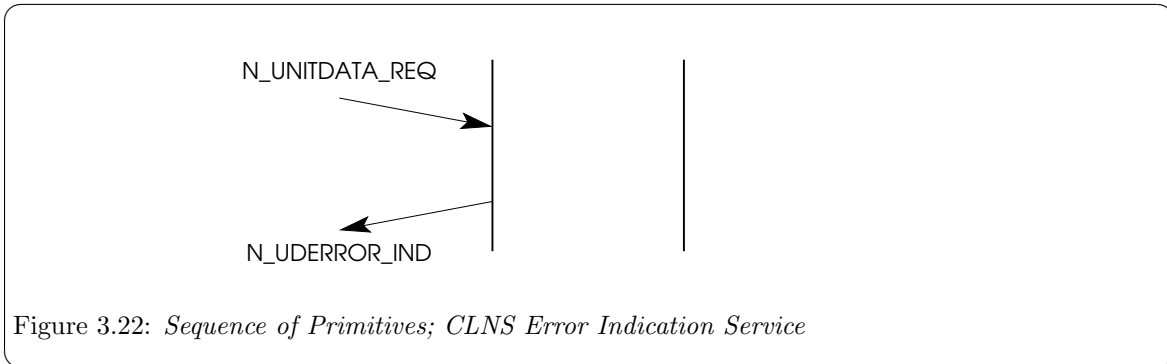 N_UNITDATA_REQ
N_UDERROR_IND
Figure 3.22: Sequence of Primitives; CLNS Error Indication Service